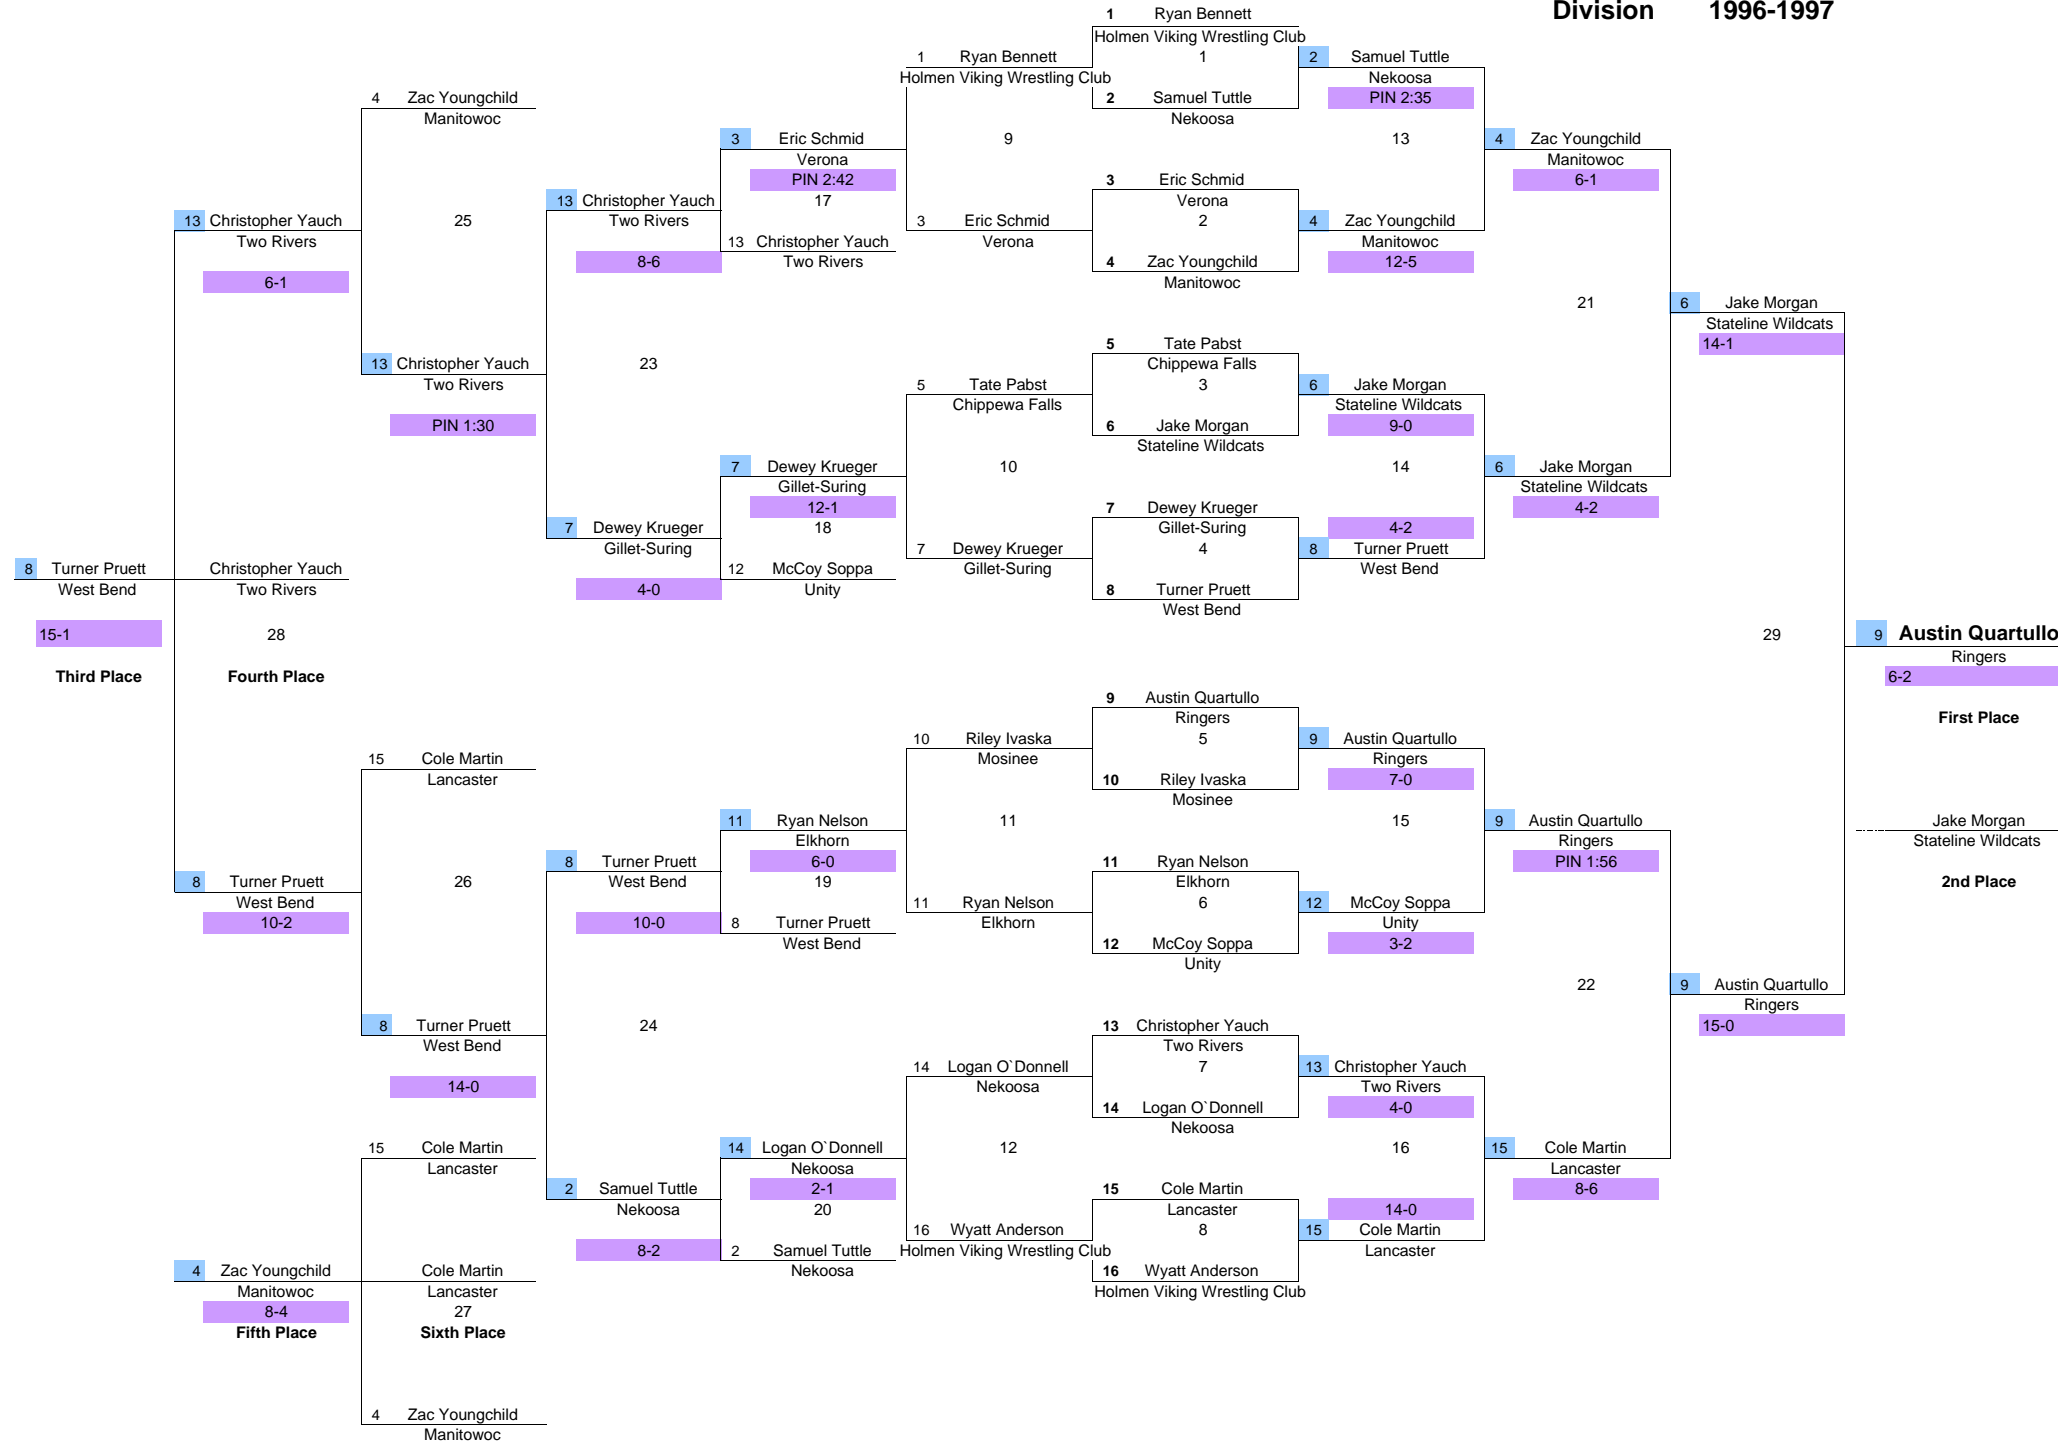 Division 1996-1997
1 Ryan Bennett
Holmen Viking Wrestling Club
1 Ryan Bennett 1 2 Samuel Tuttle
Holmen Viking Wrestling Club Nekoosa
4 Zac Youngchild 2 Samuel Tuttle PIN 2:35
Manitowoc Nekoosa
3 Eric Schmid 9 13 4 Zac Youngchild
Verona Manitowoc
PIN 2:42 3 Eric Schmid 6-1
13 Christopher Yauch 17 Verona
13 Christopher Yauch 25 Two Rivers 3 Eric Schmid 2 4 Zac Youngchild
Two Rivers 13 Christopher Yauch Verona Manitowoc
8-6 Two Rivers 4 Zac Youngchild 12-5
6-1 Manitowoc
21 6 Jake Morgan
Stateline Wildcats
5 Tate Pabst 14-1
13 Christopher Yauch 23 Chippewa Falls
Two Rivers 5 Tate Pabst 3 6 Jake Morgan
Chippewa Falls Stateline Wildcats
PIN 1:30 6 Jake Morgan 9-0
Stateline Wildcats
7 Dewey Krueger 10 14 6 Jake Morgan
Gillet-Suring Stateline Wildcats
12-1 7 Dewey Krueger 4-2
7 Dewey Krueger 18 Gillet-Suring 4-2
Gillet-Suring 7 Dewey Krueger 4 8 Turner Pruett
8 Turner Pruett Christopher Yauch 12 McCoy Soppa Gillet-Suring West Bend
West Bend Two Rivers 4-0 Unity 8 Turner Pruett
West Bend
15-1 28 29 9 Austin Quartullo
Ringers
Third Place Fourth Place 6-2
9 Austin Quartullo
Ringers First Place
10 Riley Ivaska 5 9 Austin Quartullo
15 Cole Martin Mosinee Ringers
Lancaster 10 Riley Ivaska 7-0
Mosinee
11 Ryan Nelson 11 15 9 Austin Quartullo Jake Morgan
Elkhorn Ringers Stateline Wildcats
8 Turner Pruett 6-0 11 Ryan Nelson PIN 1:56
8 Turner Pruett 26 West Bend 19 Elkhorn 2nd Place
West Bend 11 Ryan Nelson 6 12 McCoy Soppa
10-2 10-0 8 Turner Pruett Elkhorn Unity
West Bend 12 McCoy Soppa 3-2
Unity
22 9 Austin Quartullo
Ringers
8 Turner Pruett 24 13 Christopher Yauch 15-0
West Bend Two Rivers
14 Logan O`Donnell 7 13 Christopher Yauch
14-0 Nekoosa Two Rivers
14 Logan O`Donnell 4-0
Nekoosa
15 Cole Martin 14 Logan O`Donnell 12 16 15 Cole Martin
Lancaster Nekoosa Lancaster
2 Samuel Tuttle 2-1 15 Cole Martin 8-6
Nekoosa 20 Lancaster 14-0
16 Wyatt Anderson 8 15 Cole Martin
8-2 2 Samuel Tuttle Holmen Viking Wrestling Club Lancaster
4 Zac Youngchild Cole Martin Nekoosa 16 Wyatt Anderson
Manitowoc Lancaster Holmen Viking Wrestling Club
8-4 27
Fifth Place Sixth Place
4 Zac Youngchild
Manitowoc